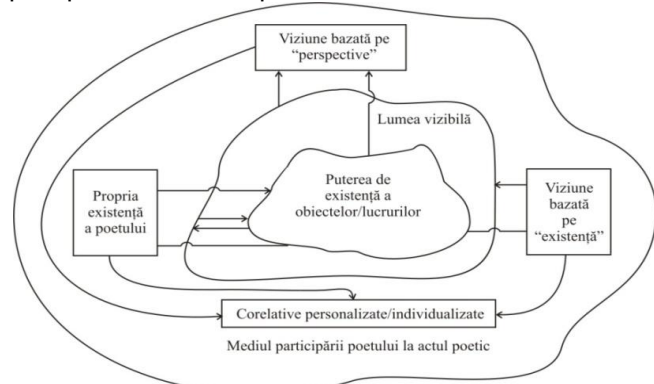 Viziune bazată pe
“perspective”
Lumea vizibilă
Puterea de
existență a
obiectelor/lucrurilor
Propria
existență
a poetului
Viziune
bazată
pe
“existență”
Corelative personalizate/individualizate
Mediul participării poetului la actul poetic